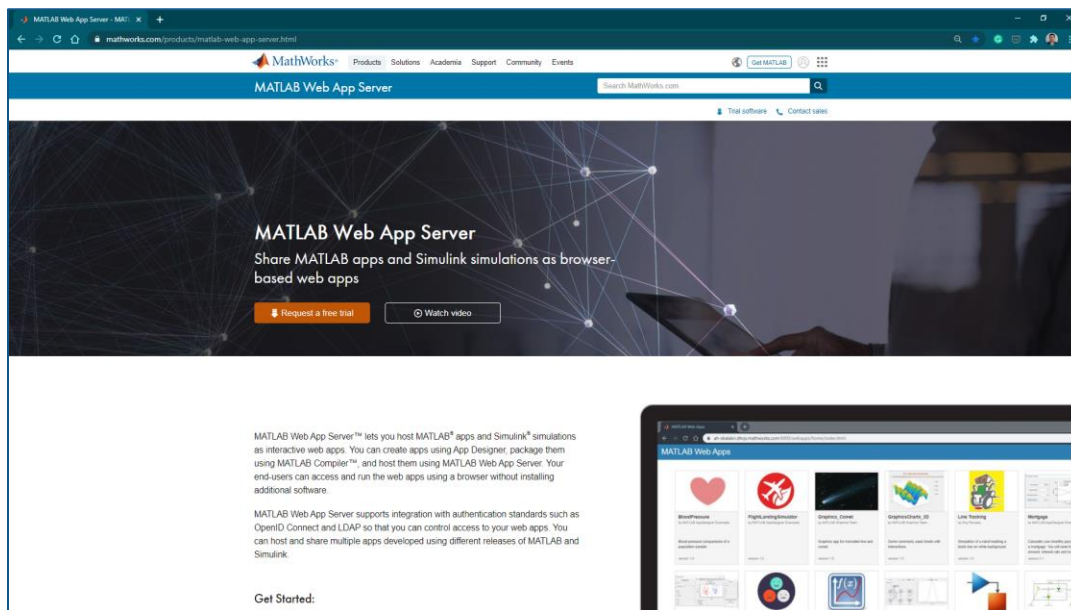 MATLAB Web App Server - MAT
mathworks.com/products/matlab-web-app-server.html
MathWorks® Products Solutions Academia Support Community Events Get MATLAB
MATLAB Web App Server Search MathWorks.com
Trial software Contact sales
MATLAB Web App Server
Share MATLAB apps and Simulink simulations as browser-
based web apps
Request a free trial Watch video
MATLAB Web App Server™ lets you host MATLAB® apps and Simulink® simulations
as interactive web apps. You can create apps using App Designer, package them
using MATLAB Compiler™, and host them using MATLAB Web App Server. Your
end-users can access and run the web apps using a browser without installing
additional software.
MATLAB Web App Server supports integration with authentication standards such as
OpenID Connect and LDAP so that you can control access to your web apps. You
can host and share multiple apps developed using different releases of MATLAB and
Simulink.
Get Started:
MATLAB Web Apps
MATLAB Web Apps
BloodPressure FlightLandingSimulator Graphics_Comet GraphicsCharts_3D Line Tracking Mortgage
f(x)